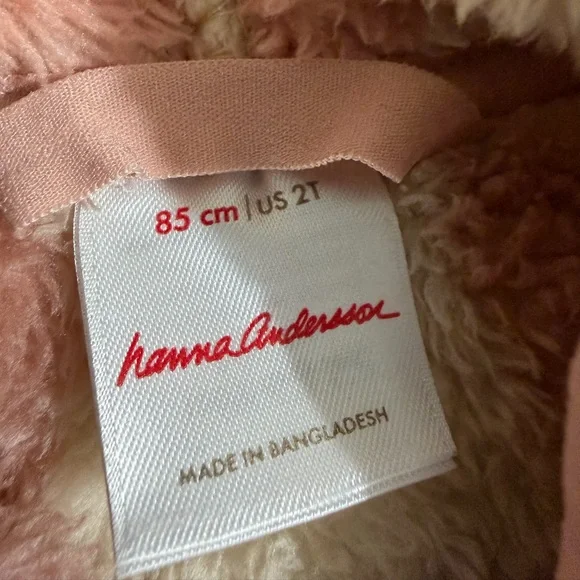 85 cm | US 2T
hanna Andersson
MADE IN BANGLADESH